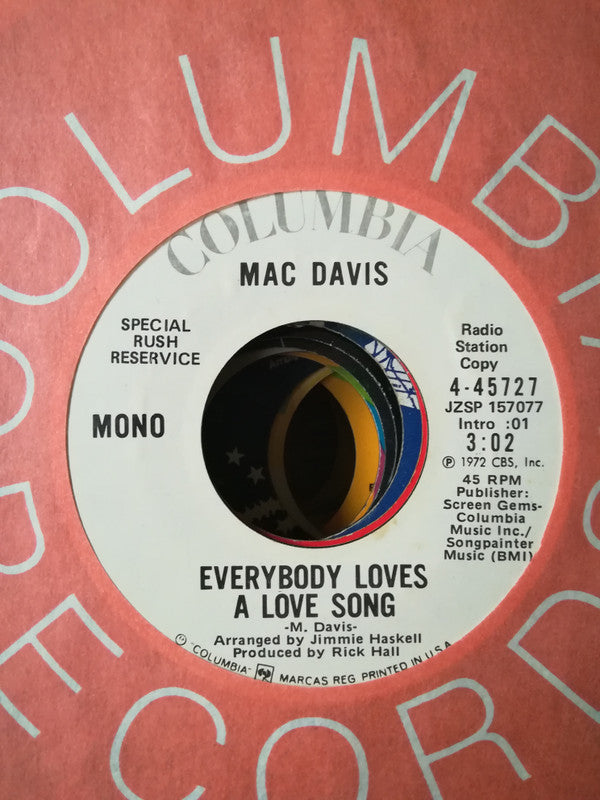 COLUMBIA
RECORDS
COLUMBIA
MAC DAVIS
SPECIAL
RUSH
RESERVICE
MONO
Radio
Station
Copy
4-45727
JZSP 157077
Intro :01
3:02
Ⓟ 1972 CBS, Inc.
45 RPM
Publisher:
Screen Gems-
Columbia
Music Inc./
Songpainter
Music (BMI)
EVERYBODY LOVES
A LOVE SONG
-M. Davis-
Arranged by Jimmie Haskell
Produced by Rick Hall
"COLUMBIA" MARCAS REG. PRINTED IN U.S.A.